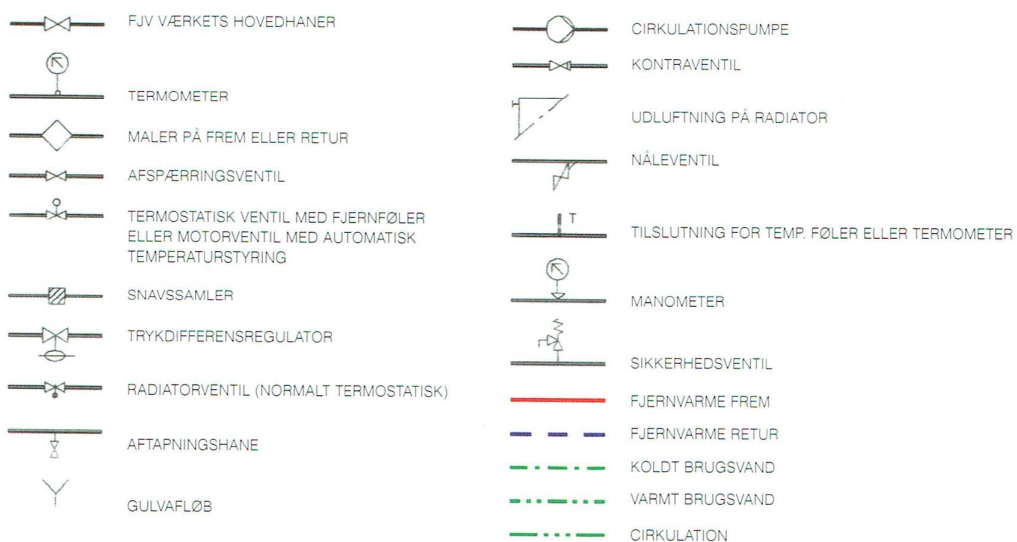 FJV VÆRKETS HOVEDHANER
TERMOMETER
MALER PÅ FREM ELLER RETUR
AFSPÆRRINGSVENTIL
TERMOSTATISK VENTIL MED FJERNFØLER
ELLER MOTORVENTIL MED AUTOMATISK
TEMPERATURSTYRING
SNAVSSAMLER
TRYKDIFFERENSREGULATOR
RADIATORVENTIL (NORMALT TERMOSTATISK)
AFTAPNINGSHANE
GULVAFLØB
CIRKULATIONSPUMPE
KONTRAVENTIL
UDLUFTNING PÅ RADIATOR
NÅLEVENTIL
T
TILSLUTNING FOR TEMP. FØLER ELLER TERMOMETER
MANOMETER
SIKKERHEDSVENTIL
FJERNVARME FREM
FJERNVARME RETUR
KOLDT BRUGSVAND
VARMT BRUGSVAND
CIRKULATION